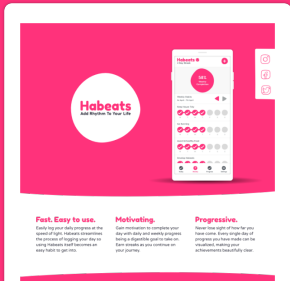 Habeats
Add Rhythm To Your Life
Habeats
Fast. Easy to use.
Easily log your daily progress at the
speed of light. Habeats streamlines
the process of logging your day so
using Habeats itself becomes an
easy habit to get into.
Motivating.
Gain motivation to complete your
day with daily and weekly progress
being a digestible goal to take on
Earn streaks as you continue on
your journey.
Progressive.
Never lose sight of how far you
have come. Every single day of
progress you have made can be
visualized, making your
achievements beautifully clear.